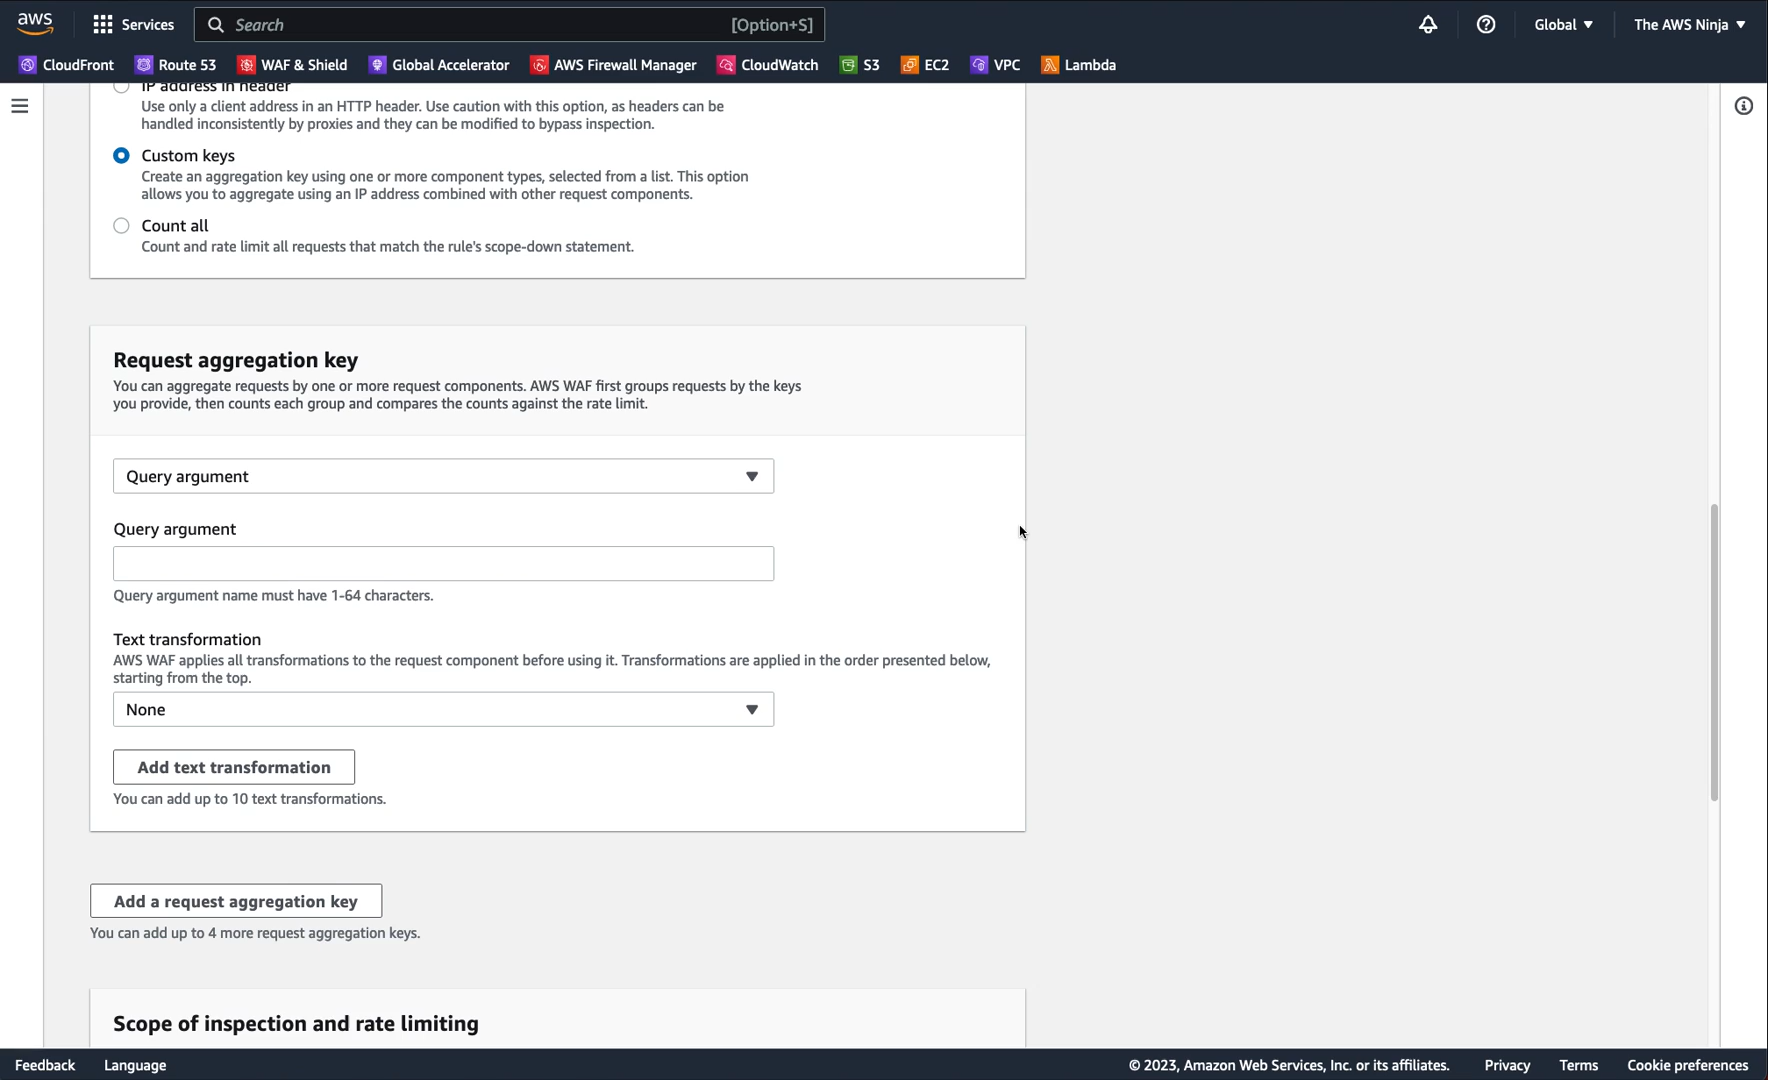 aws
Services
Search
[Option+S]
Global
The AWS Ninja
CloudFront
Route 53
WAF & Shield
Global Accelerator
AWS Firewall Manager
CloudWatch
S3
EC2
VPC
Lambda
IP address in header
Use only a client address in an HTTP header. Use caution with this option, as headers can be
handled inconsistently by proxies and they can be modified to bypass inspection.
Custom keys
Create an aggregation key using one or more component types, selected from a list. This option
allows you to aggregate using an IP address combined with other request components.
Count all
Count and rate limit all requests that match the rule's scope-down statement.
Request aggregation key
You can aggregate requests by one or more request components. AWS WAF first groups requests by the keys
you provide, then counts each group and compares the counts against the rate limit.
Query argument
Query argument
Query argument name must have 1-64 characters.
Text transformation
AWS WAF applies all transformations to the request component before using it. Transformations are applied in the order presented below,
starting from the top.
None
Add text transformation
You can add up to 10 text transformations.
Add a request aggregation key
You can add up to 4 more request aggregation keys.
Scope of inspection and rate limiting
Feedback
Language
© 2023, Amazon Web Services, Inc. or its affiliates.
Privacy
Terms
Cookie preferences